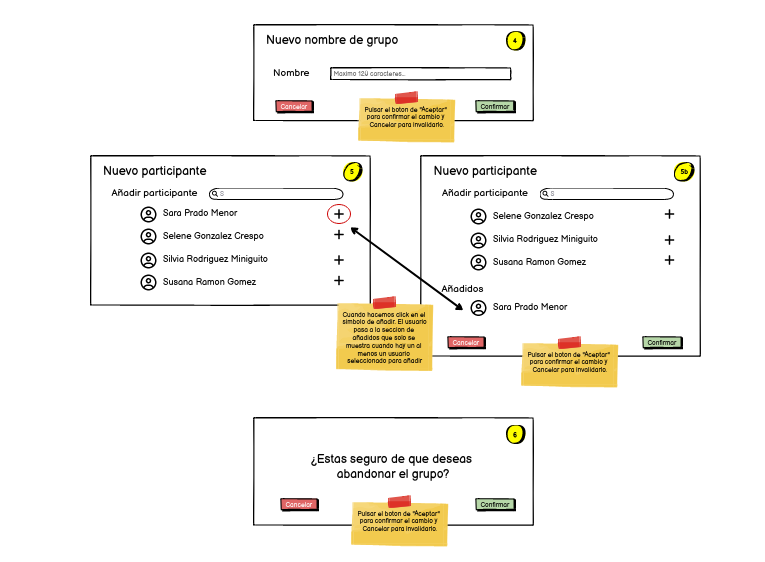 Nuevo nombre de grupo
4
Nombre
Maximo 120 caracteres...
Cancelar
Confirmar
Pulsar el boton de "Aceptar"
para confirmar el cambio y
Cancelar para invalidarlo.
Nuevo participante
5
Añadir participante
S
Sara Prado Menor
Selene Gonzalez Crespo
Silvia Rodriguez Miniguito
Susana Ramon Gomez
Nuevo participante
5b
Añadir participante
S
Selene Gonzalez Crespo
Silvia Rodriguez Miniguito
Susana Ramon Gomez
Añadidos
Sara Prado Menor
Cancelar
Confirmar
Cuando hacemos click en el
simbolo de añadir. El usuario
pasa a la seccion de
añadidos que solo se
muestra cuando hay un al
menos un usuario
seleccionado para añadir
Pulsar el boton de "Aceptar"
para confirmar el cambio y
Cancelar para invalidarlo.
6
¿Estas seguro de que deseas
abandonar el grupo?
Cancelar
Confirmar
Pulsar el boton de "Aceptar"
para confirmar el cambio y
Cancelar para invalidarlo.